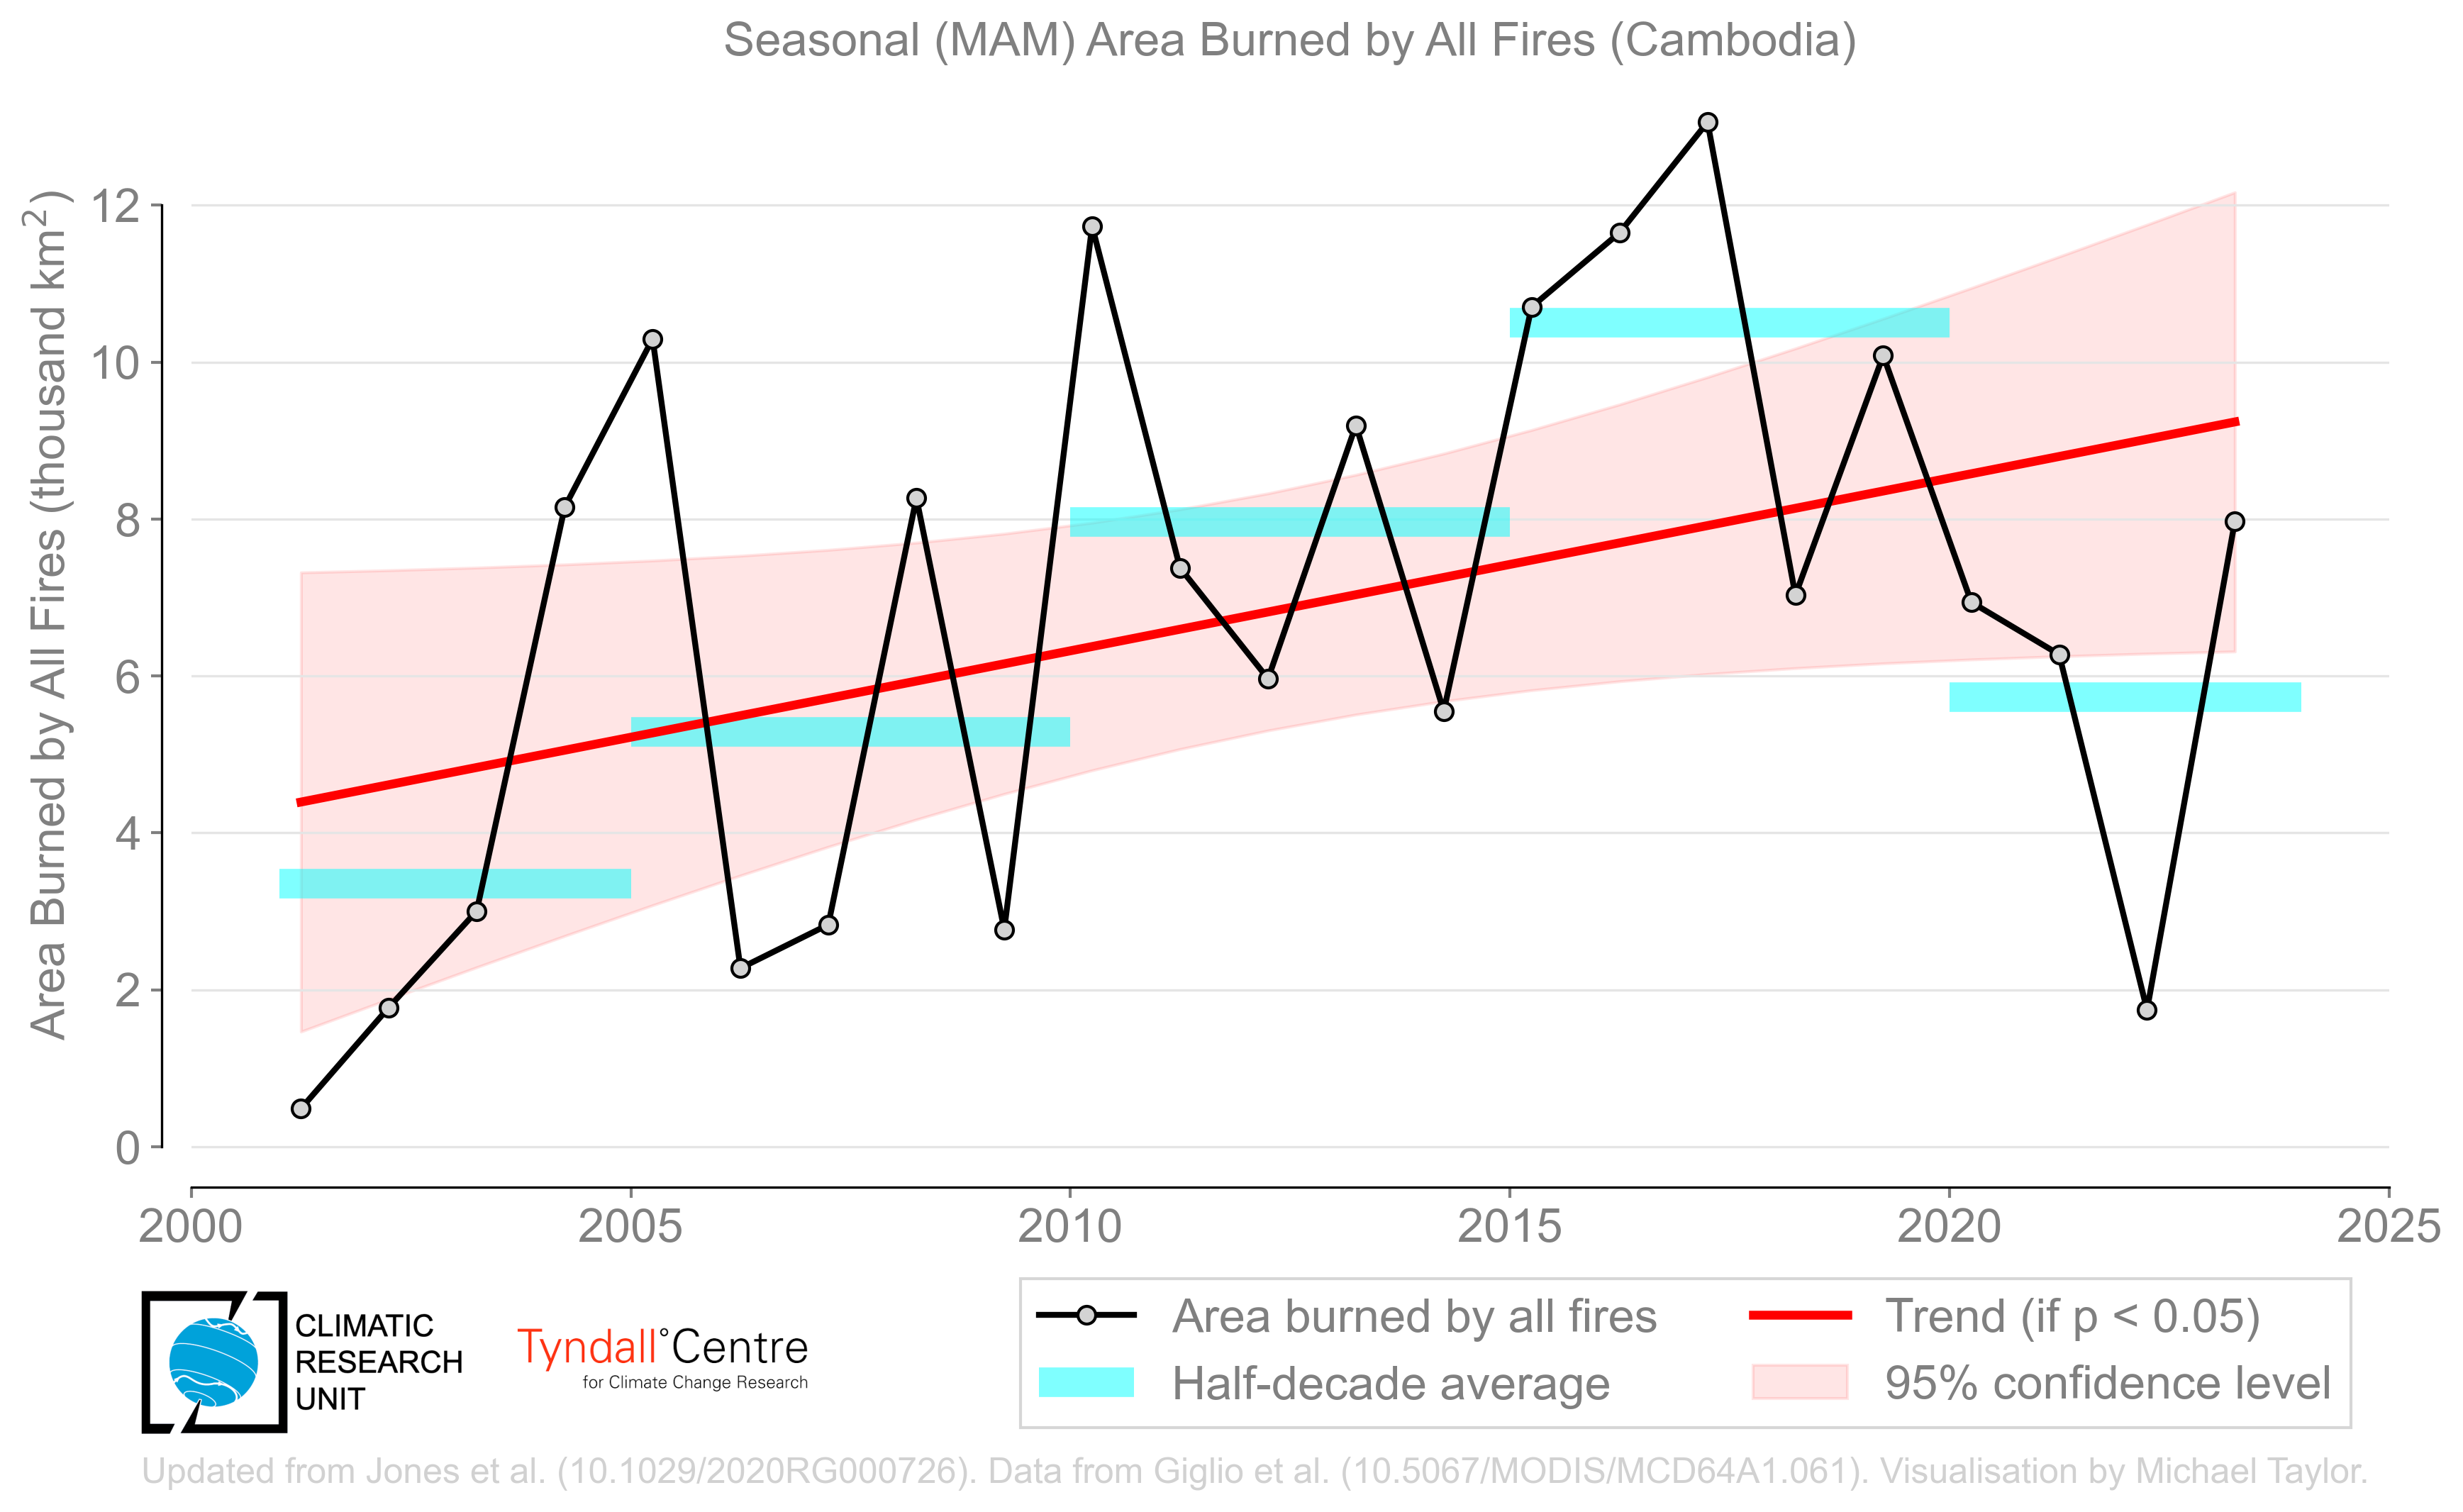 Seasonal (MAM) Area Burned by All Fires (Cambodia)
Area Burned by All Fires (thousand km²)
12
10
8
6
4
2
0
2000 2005 2010 2015 2020 2025
CLIMATIC
RESEARCH
UNIT
Tyndall°Centre
for Climate Change Research
Area burned by all fires
Half-decade average
Trend (if p < 0.05)
95% confidence level
Updated from Jones et al. (10.1029/2020RG000726). Data from Giglio et al. (10.5067/MODIS/MCD64A1.061). Visualisation by Michael Taylor.